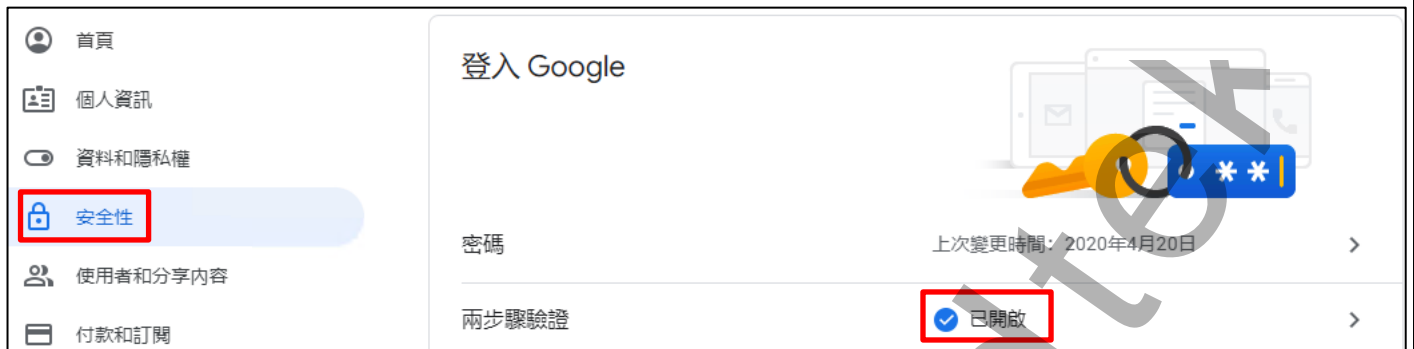 首頁
個人資訊
資料和隱私權
安全性
使用者和分享內容
付款和訂閱
登入 Google
**
密碼
上次變更時間：2020年4月20日
兩步驟驗證
已開啟